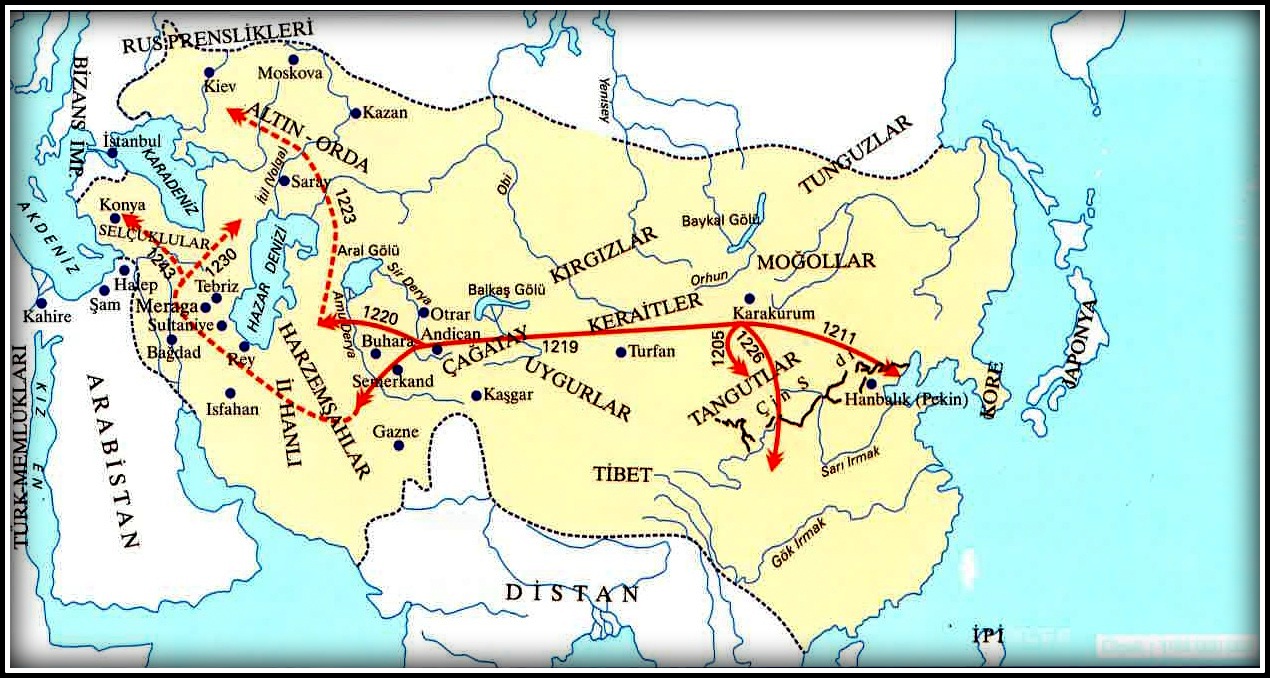 RUS PRENSLİKLERİ
BİZANS İMP.
Kiev
Moskova
Kazan
ALTIN - ORDA
Yenisey
TUNGUZLAR
İstanbul
KARADENİZ
İtil (Volga)
Saray
1223
Obi
Baykal Gölü
AKDENİZ
Konya
SELÇUKLULAR
1243
1230
HAZAR DENİZİ
Aral Gölü
Sir Derya
Amu Derya
Balkaş Gölü
KIRGIZLAR
Orhun
MOĞOLLAR
Halep
Şam
Kahire
Tebriz
Meraga
Sultaniye
Bağdad
Rey
Isfahan
1220
Otrar
Andican
Buhara
Semerkand
ÇAĞATAY
1219
KERAİTLER
Karakurum
1205
1226
1211
Turfan
UYGURLAR
Kaşgar
TANGUTLAR
Çin S d i
Hanbalık (Pekin)
KORE
JAPONYA
HARZEMŞAHLAR
İLHANLI
Gazne
TİBET
Sarı Irmak
Gök Irmak
TÜRK MEMLÜKLARI
KIZ
EN
ARABİSTAN
DİSTAN
İPİ